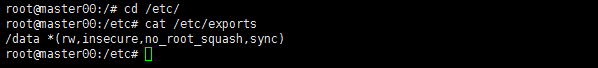 root@master00:/# cd /etc/
root@master00:/etc# cat /etc/exports
/data *(rw,insecure,no_root_squash,sync)
root@master00:/etc#